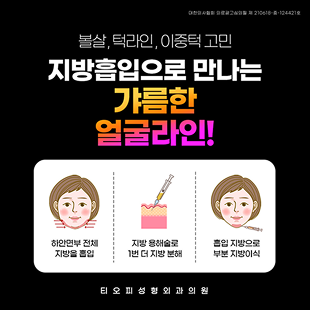 대한의사협회 의료광고심의필 제 210618-중-124421호
볼살, 턱라인, 이중턱 고민
지방흡입으로 만나는
갸름한
얼굴라인!
하안면부 전체
지방을 흡입
지방 용해술로
1번 더 지방 분해
흡입 지방으로
부분 지방이식
티오피성형외과의원